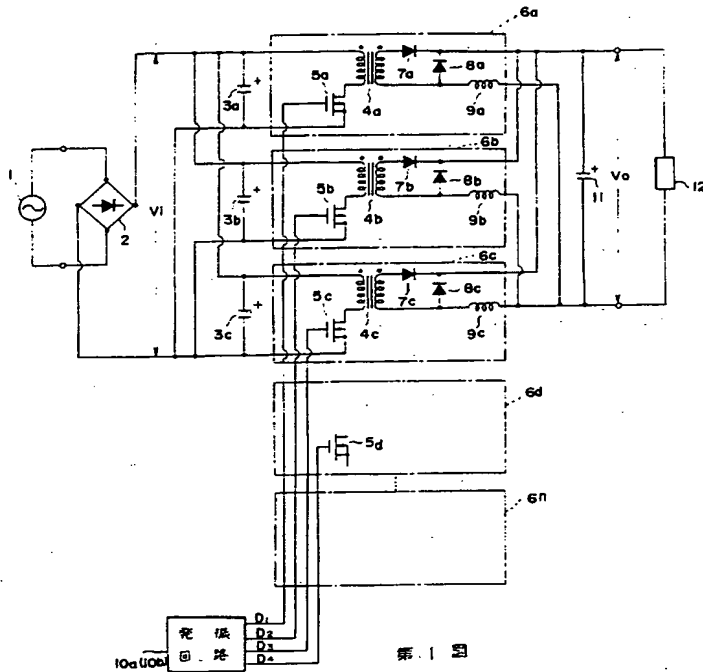 6a
5a
7a
8a
3a
4a
9a
6b
1
Vi
5b
7b
8b
11
Vo
12
2
3b
4b
9b
6c
5c
7c
8c
3c
4c
9c
6d
5d
6n
発振
回路
D1
D2
D3
D4
10a(10b)
第1図